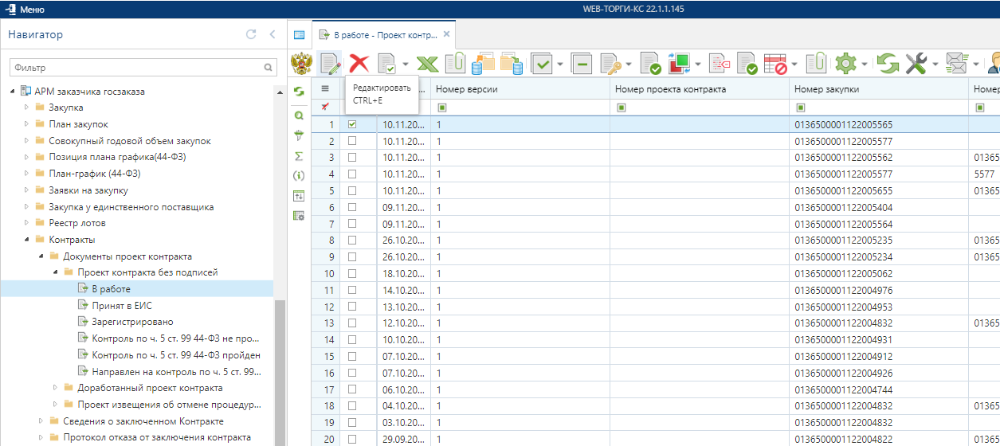 Меню
WEB-ТОРГИ-КС 22.1.1.145
Навигатор
В работе - Проект контр...
Фильтр
АРМ заказчика госзаказа
Закупка
План закупок
Совокупный годовой объем закупок
Позиция плана графика(44-ФЗ)
План-график (44-ФЗ)
Заявки на закупку
Закупка у единственного поставщика
Реестр лотов
Контракты
Документы проект контракта
Проект контракта без подписей
В работе
Принят в ЕИС
Зарегистрировано
Контроль по ч. 5 ст. 99 44-ФЗ не про...
Контроль по ч. 5 ст. 99 44-ФЗ пройден
Направлен на контроль по ч. 5 ст. 99...
Доработанный проект контракта
Проект извещения об отмене процедур...
Сведения о заключенном Контракте
Протокол отказа от заключения контракта
Редактировать
CTRL+E
... Номер версии Номер проекта контракта Номер закупки Номер
1 10.11.20... 1 0136500001122005565
2 10.11.20... 1 0136500001122005577
3 10.11.20... 1 0136500001122005562 01365
4 10.11.20... 1 0136500001122005577 5577
5 10.11.20... 1 0136500001122005655 01365
6 09.11.20... 1 0136500001122005404
7 09.11.20... 1 0136500001122005564
8 26.10.20... 1 0136500001122005235 01365
9 26.10.20... 1 0136500001122005234 01365
10 18.10.20... 1 0136500001122005062
11 14.10.20... 1 0136500001122004976
12 13.10.20... 1 0136500001122004953
13 12.10.20... 1 0136500001122004832 01365
14 10.10.20... 1 0136500001122004931
15 07.10.20... 1 0136500001122004912
16 07.10.20... 1 0136500001122004926
17 06.10.20... 1 0136500001122004744
18 04.10.20... 1 0136500001122004832 01365
19 03.10.20... 1 0136500001122004832
20 29.09.20... 1 0136500001122004822 01365